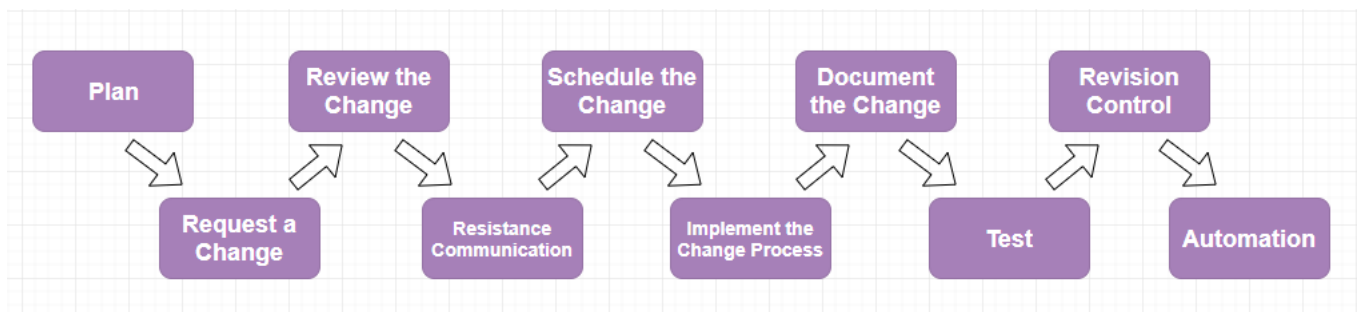 Plan
Request a
Change
Review the
Change
Resistance
Communication
Schedule the
Change
Implement the
Change Process
Document
the Change
Test
Revision
Control
Automation